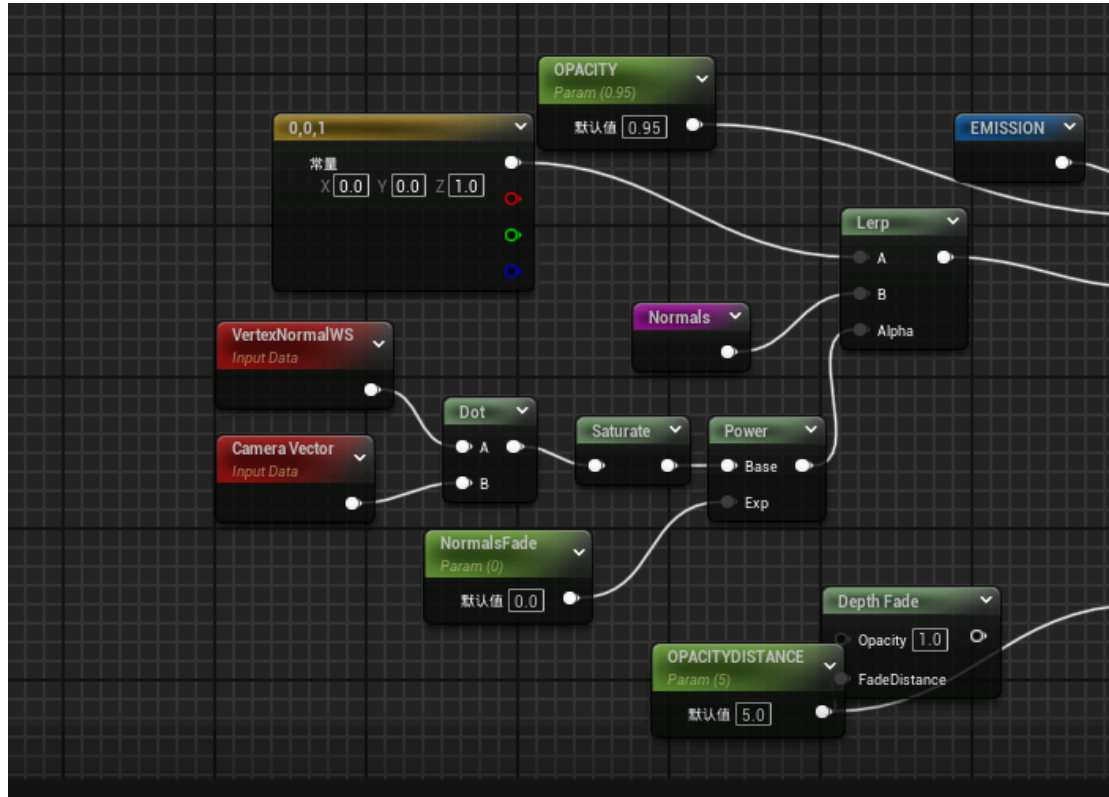 OPACITY
Param (0.95)
默认值 0.95
0,0,1
常量
X 0.0 Y 0.0 Z 1.0
EMISSION
Lerp
A
B
Alpha
Normals
VertexNormalWS
Input Data
Camera Vector
Input Data
Dot
A
B
Saturate
Power
Base
Exp
NormalsFade
Param (0)
默认值 0.0
Depth Fade
Opacity 1.0
FadeDistance
OPACITYDISTANCE
Param (5)
默认值 5.0